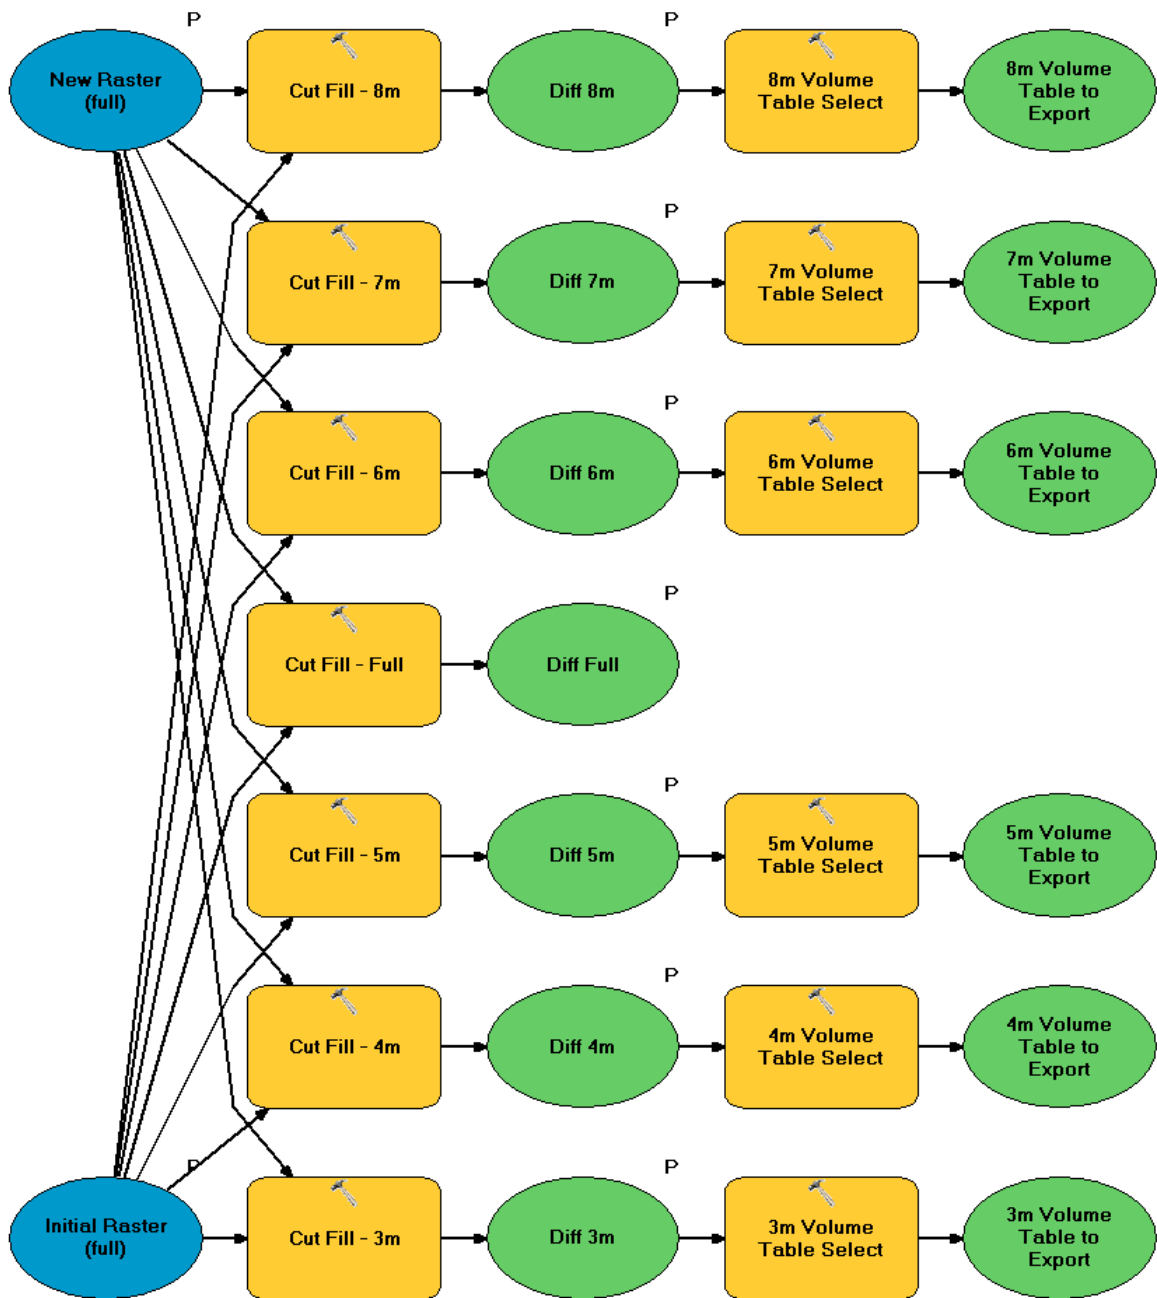 P
P
New Raster
(full)
Cut Fill - 8m
Diff 8m
8m Volume
Table Select
8m Volume
Table to
Export
P
Cut Fill - 7m
Diff 7m
7m Volume
Table Select
7m Volume
Table to
Export
P
Cut Fill - 6m
Diff 6m
6m Volume
Table Select
6m Volume
Table to
Export
P
Cut Fill - Full
Diff Full
P
Cut Fill - 5m
Diff 5m
5m Volume
Table Select
5m Volume
Table to
Export
P
Cut Fill - 4m
Diff 4m
4m Volume
Table Select
4m Volume
Table to
Export
P
P
Initial Raster
(full)
Cut Fill - 3m
Diff 3m
3m Volume
Table Select
3m Volume
Table to
Export